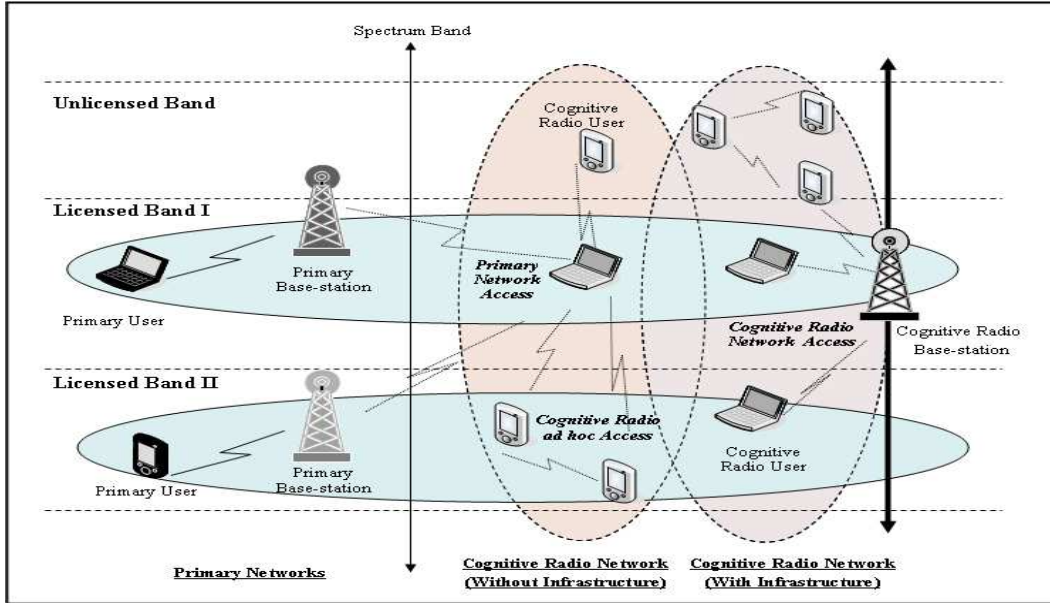 Spectrum Band
Unlicensed Band
Cognitive
Radio User
Licensed Band I
Primary
Base-station
Primary
Network
Access
Primary User
Cognitive Radio
Network Access
Cognitive Radio
Base-station
Licensed Band II
Cognitive Radio
ad hoc Access
Cognitive
Radio User
Primary
Base-station
Primary User
Primary Networks
Cognitive Radio Network
(Without Infrastructure)
Cognitive Radio Network
(With Infrastructure)